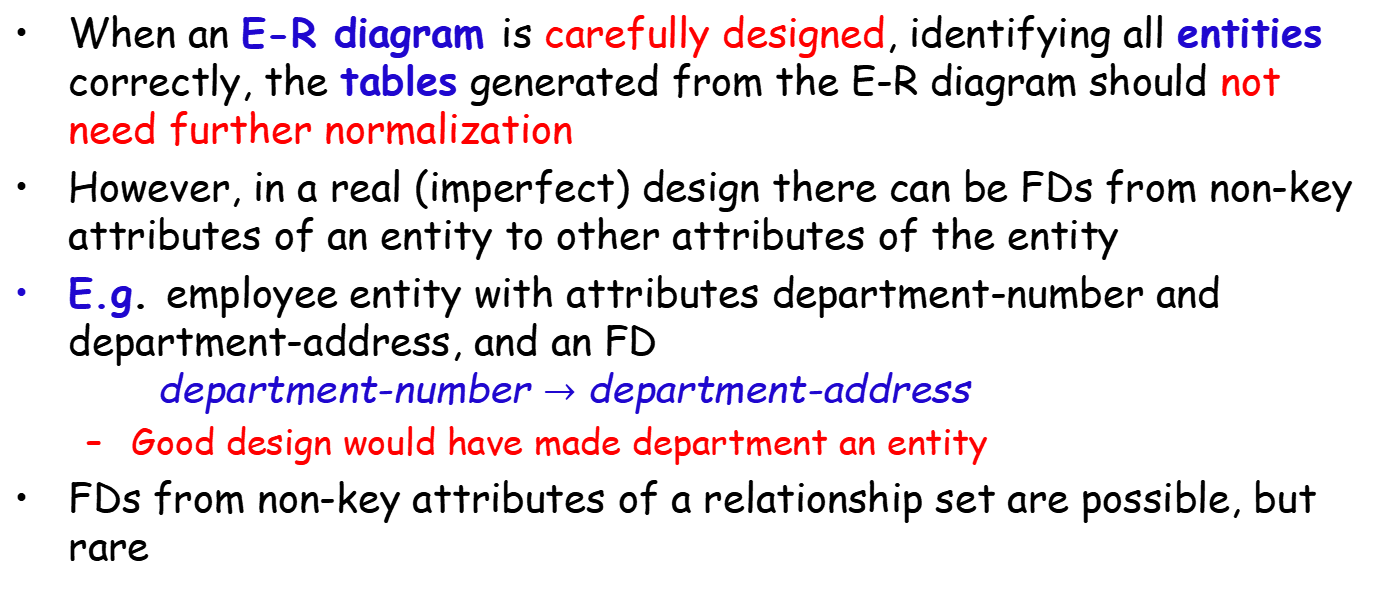 • When an E-R diagram is carefully designed, identifying all entities
correctly, the tables generated from the E-R diagram should not
need further normalization
• However, in a real (imperfect) design there can be FDs from non-key
attributes of an entity to other attributes of the entity
• E.g. employee entity with attributes department-number and
department-address, and an FD
department-number → department-address
– Good design would have made department an entity
• FDs from non-key attributes of a relationship set are possible, but
rare